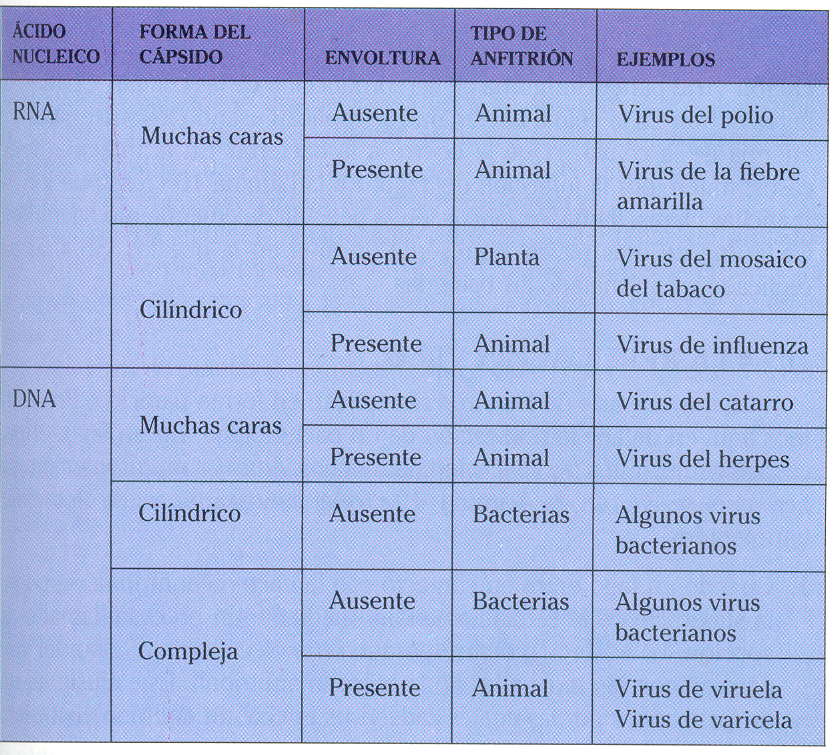 ÁCIDO
NUCLEICO
FORMA DEL
CÁPSIDO
ENVOLTURA
TIPO DE
ANFITRIÓN
EJEMPLOS
RNA
Muchas caras
Ausente
Animal
Virus del polio
Presente
Animal
Virus de la fiebre
amarilla
Cilíndrico
Ausente
Planta
Virus del mosaico
del tabaco
Presente
Animal
Virus de influenza
DNA
Muchas caras
Ausente
Animal
Virus del catarro
Presente
Animal
Virus del herpes
Cilíndrico
Ausente
Bacterias
Algunos virus
bacterianos
Compleja
Ausente
Bacterias
Algunos virus
bacterianos
Presente
Animal
Virus de viruela
Virus de varicela